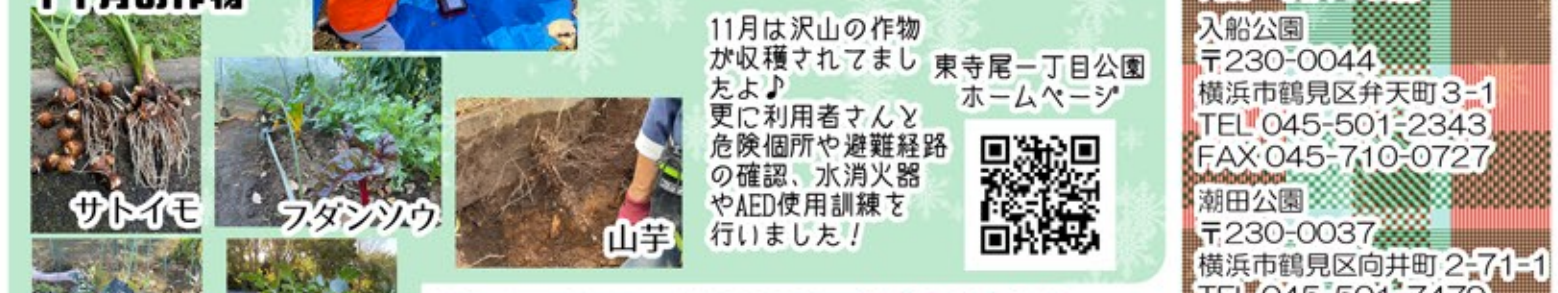 11月の作物
サトイモ
フダンソウ
山芋
11月は沢山の作物
が収穫されてまし
たよ♪
更に利用者さんと
危険個所や避難経路
の確認、水消火器
やAED使用訓練を
行いました!
東寺尾一丁目公園
ホームページ
入船公園
〒230-0044
横浜市鶴見区弁天町3-1
TEL 045-501-2343
FAX 045-710-0727
潮田公園
〒230-0037
横浜市鶴見区向井町2-71-1